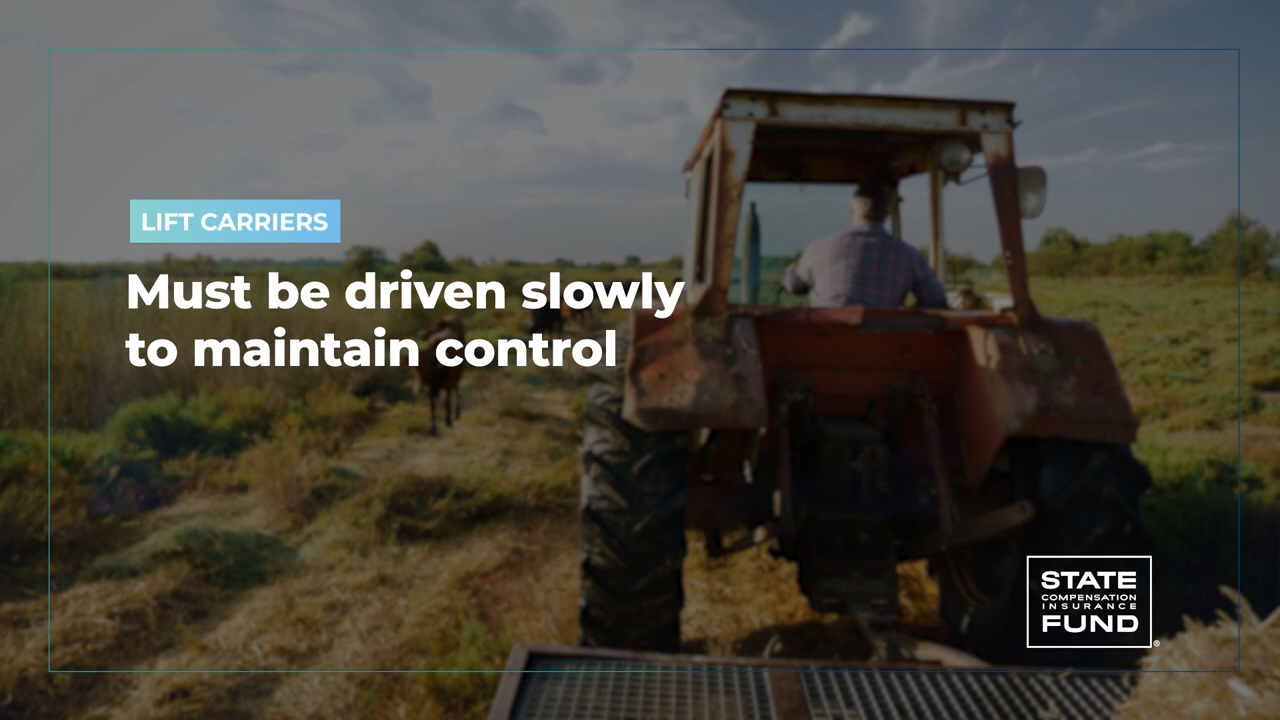 LIFT CARRIERS
Must be driven slowly
to maintain control
STATE
COMPENSATION
INSURANCE
FUND®